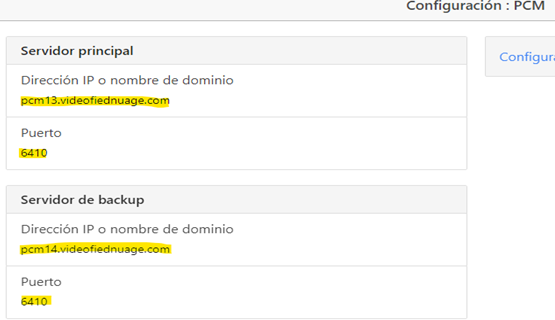 Configuración : PCM
Servidor principal
Configura
Dirección IP o nombre de dominio
pcm13.videofiednuage.com
Puerto
6410
Servidor de backup
Dirección IP o nombre de dominio
pcm14.videofiednuage.com
Puerto
6410